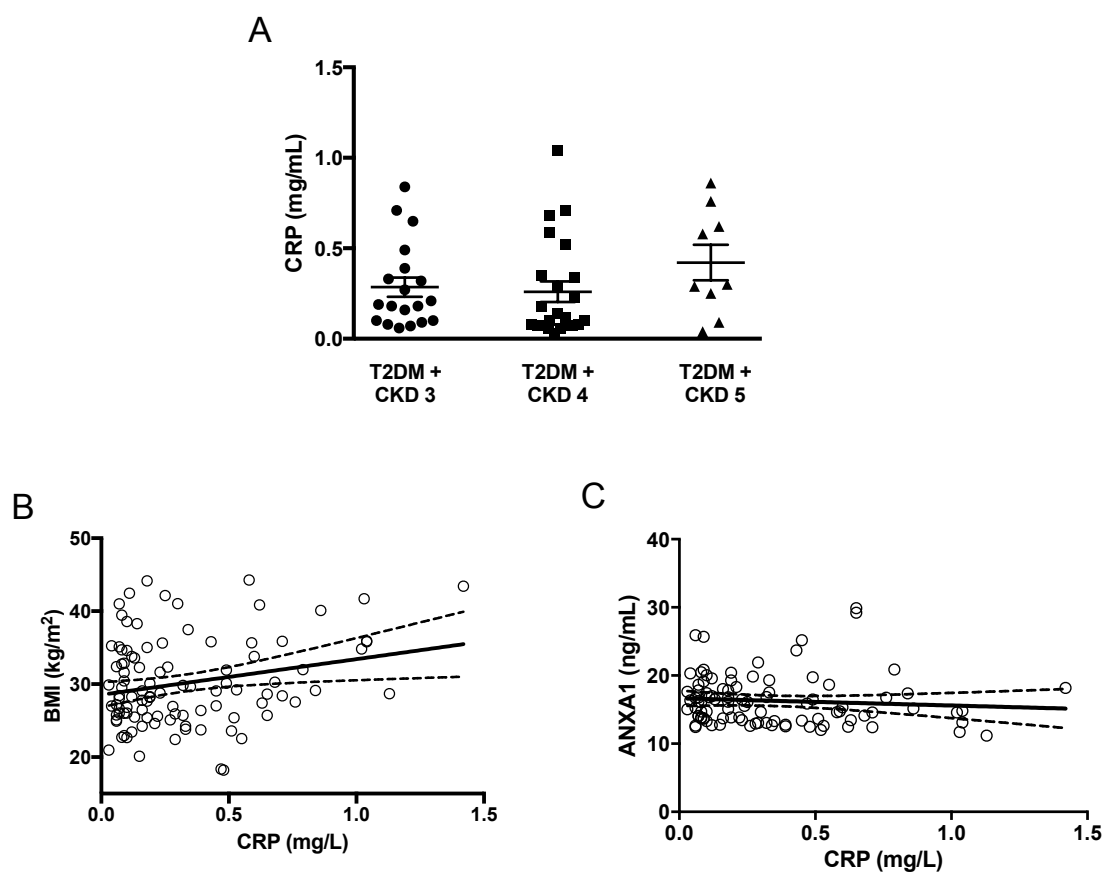 A
CRP (mg/mL)
1.5
1.0
0.5
0.0
T2DM +
CKD 3
T2DM +
CKD 4
T2DM +
CKD 5
B
BMI (kg/m²)
50
40
30
20
0.0
0.5
1.0
1.5
CRP (mg/L)
C
ANXA1 (ng/mL)
40
30
20
10
0
0.0
0.5
1.0
1.5
CRP (mg/L)